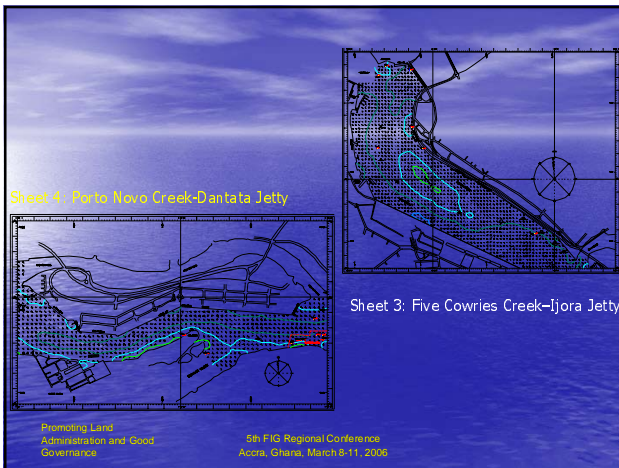 Sheet 4: Porto Novo Creek-Dantata Jetty
Sheet 3: Five Cowries Creek–Ijora Jetty
Promoting Land
Administration and Good
Governance
5th FIG Regional Conference
Accra, Ghana, March 8-11, 2006